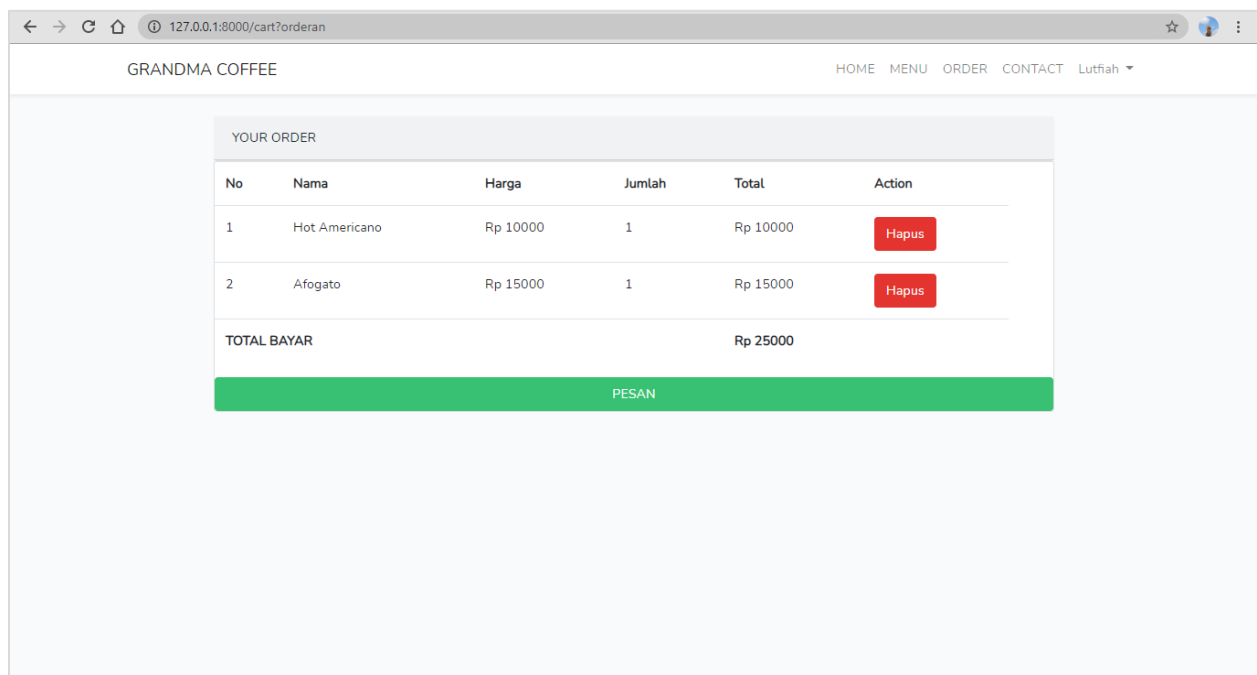 127.0.0.1:8000/cart?orderan
GRANDMA COFFEE HOME MENU ORDER CONTACT Lutfiah
YOUR ORDER
No Nama Harga Jumlah Total Action
1 Hot Americano Rp 10000 1 Rp 10000 Hapus
2 Afogato Rp 15000 1 Rp 15000 Hapus
TOTAL BAYAR Rp 25000
PESAN